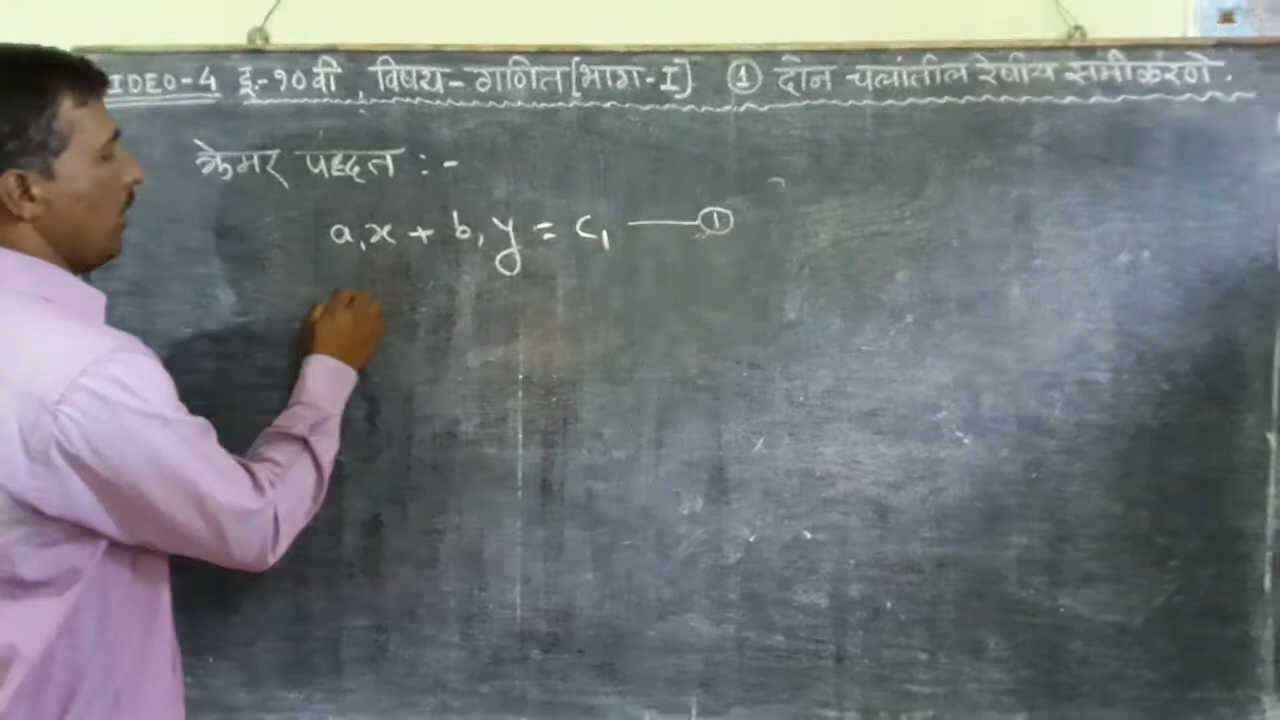 IDEO-4 इ.-१०वी, विषय-गणित[भाग-I] ① दोन चलांतील रेषीय समीकरणे.
क्रेमर पद्धत :-
a₁x + b₁y = c₁ —①